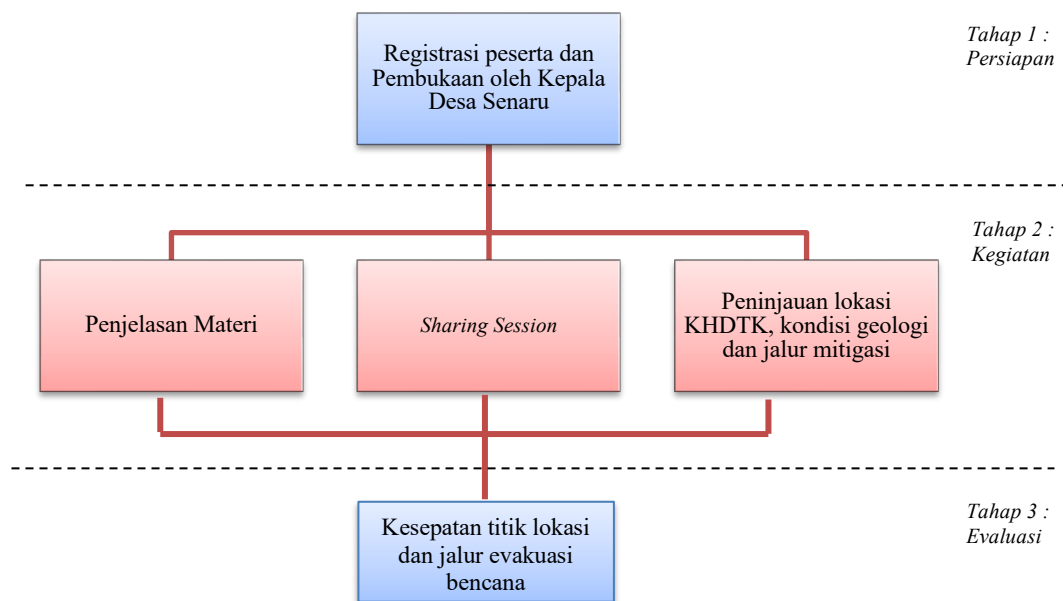 Registrasi peserta dan
Pembukaan oleh Kepala
Desa Senaru
Tahap 1 :
Persiapan
Tahap 2 :
Kegiatan
Penjelasan Materi
Sharing Session
Peninjauan lokasi
KHDTK, kondisi geologi
dan jalur mitigasi
Tahap 3 :
Evaluasi
Kesepatan titik lokasi
dan jalur evakuasi
bencana